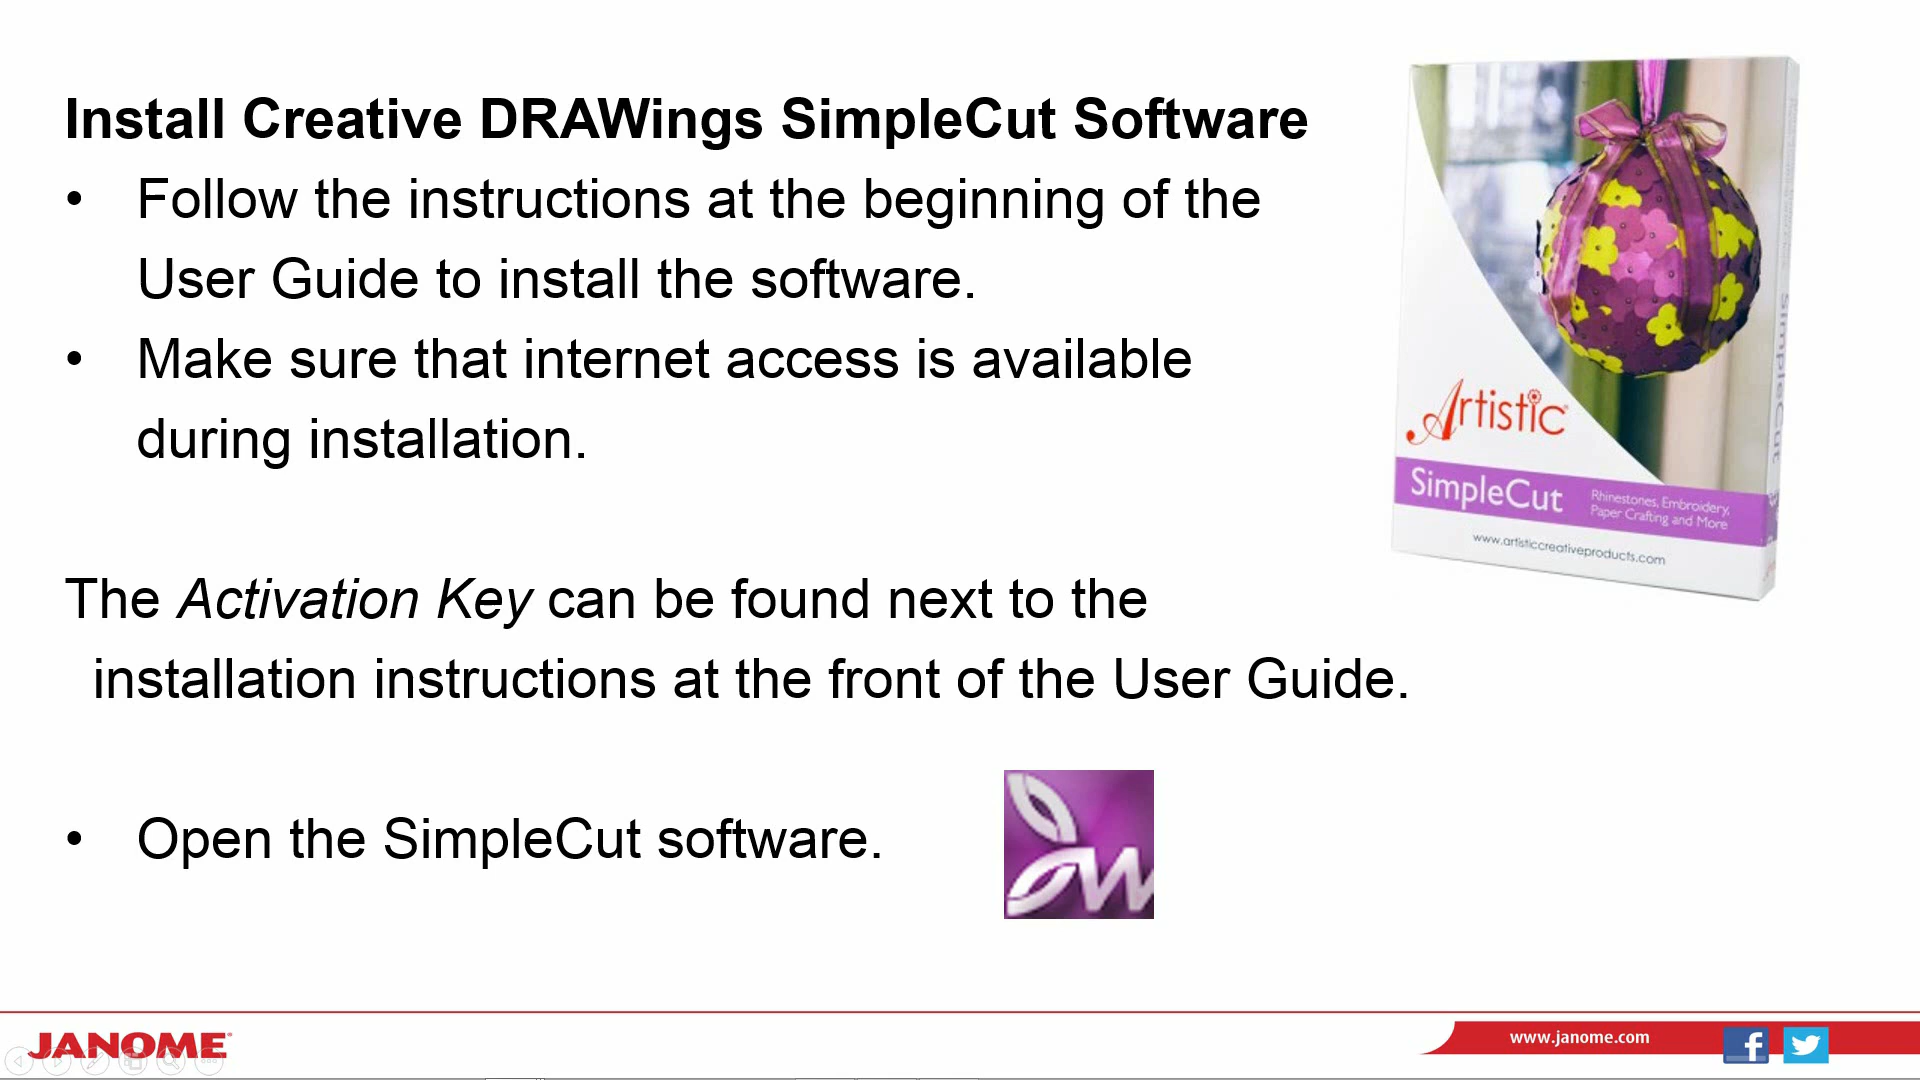 Install Creative DRAWings SimpleCut Software
• Follow the instructions at the beginning of the
User Guide to install the software.
• Make sure that internet access is available
during installation.
The Activation Key can be found next to the
installation instructions at the front of the User Guide.
• Open the SimpleCut software.
Artistic
SimpleCut
Rhinestones, Embroidery,
Paper Crafting and More
www.artisticcreativeproducts.com
SimpleCut
W
JANOME
www.janome.com
f